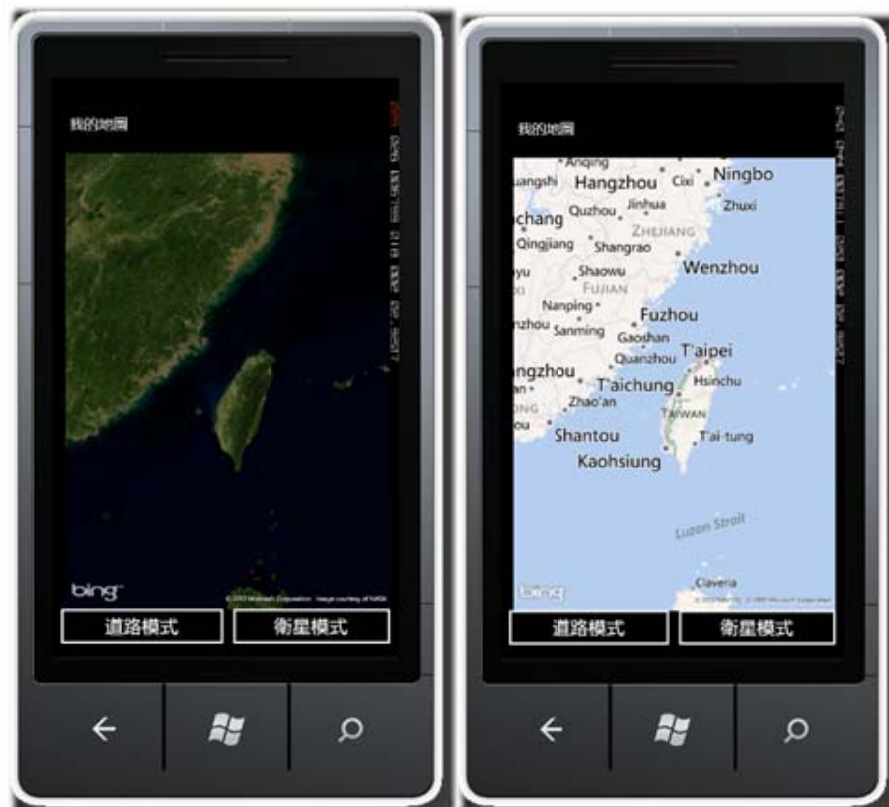 我的地圖
bing
道路模式
衛星模式
我的地圖
Anqing
Hangzhou
Cixi
Ningbo
Zhuxi
Quzhou
Jinhua
ZHEJIANG
Qingjiang
Shangrao
Wenzhou
Shaowu
FUJIAN
Nanping
Fuzhou
Sanming
Gaoshan
Quanzhou
T'aipei
T'aichung
Hsinchu
Zhao'an
TAIWAN
Shantou
T'ai-tung
Kaohsiung
Luzon Strait
Claveria
bing
道路模式
衛星模式